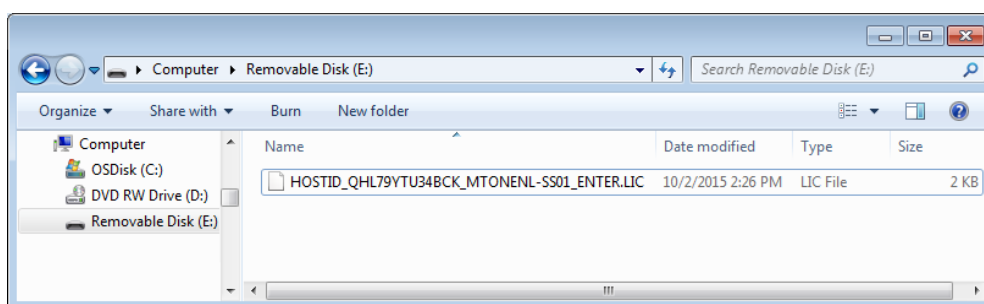 Computer Removable Disk (E:)
Search Removable Disk (E:)
Organize Share with Burn New folder
Computer
OSDisk (C:)
DVD RW Drive (D:)
Removable Disk (E:)
Name Date modified Type Size
HOSTID_QHL79YTU34BCK_MTONENL-SS01_ENTER.LIC 10/2/2015 2:26 PM LIC File 2 KB